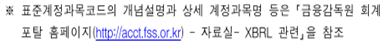 ※ 표준계정과목코드의 개념설명과 상세 계정과목명 등은 「금융감독원 회계
포탈 홈페이지(http://acct.fss.or.kr) - 자료실- XBRL 관련」을 참조